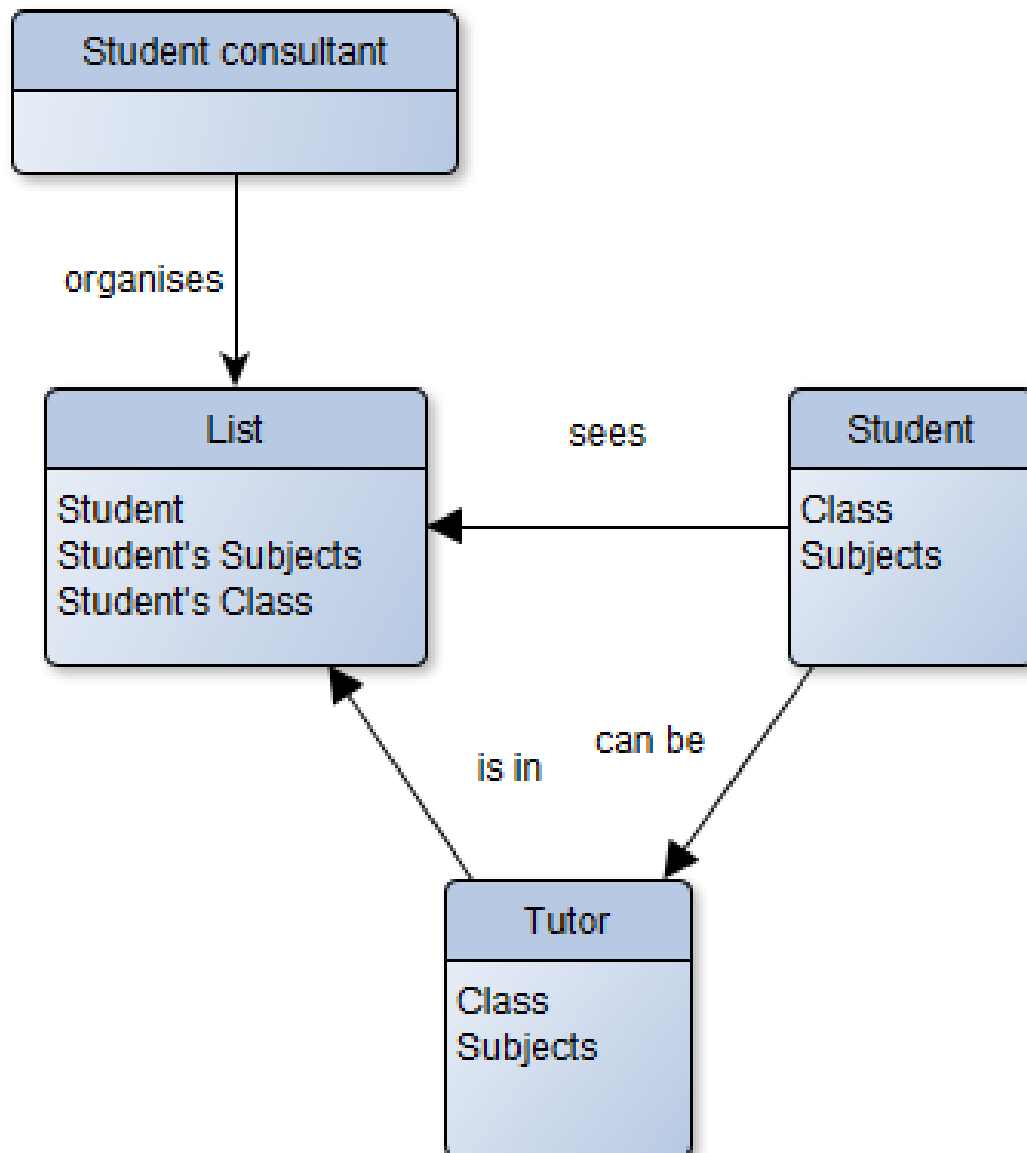 Student consultant
organises
List
Student
Student's Subjects
Student's Class
sees
Student
Class
Subjects
is in
can be
Tutor
Class
Subjects